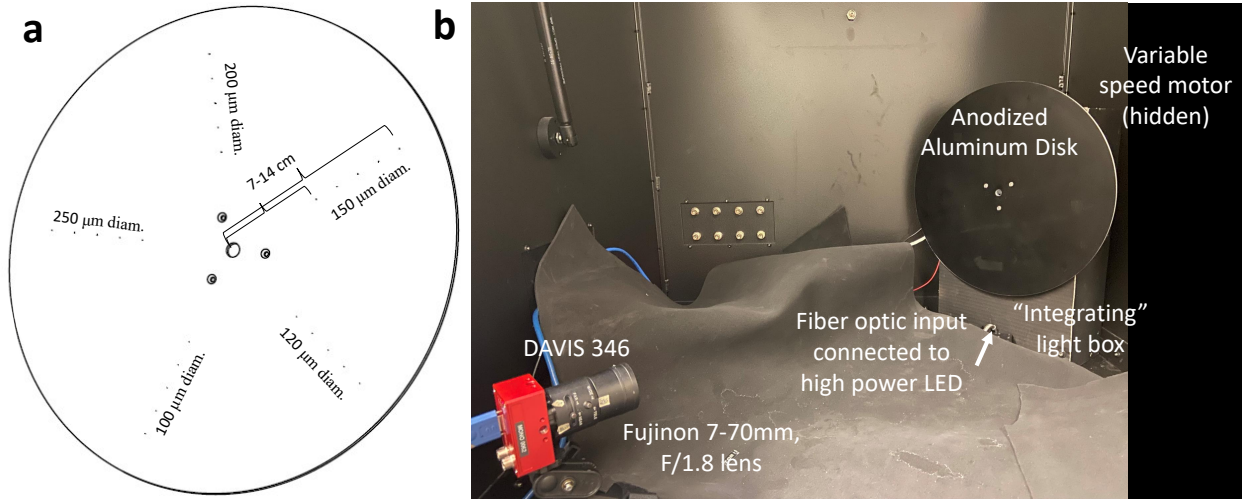 a
200 μm diam.
7-14 cm
150 μm diam.
250 μm diam.
120 μm diam.
100 μm diam.
b
Variable
speed motor
(hidden)
Anodized
Aluminum Disk
Fiber optic input
connected to
high power LED
“Integrating”
light box
DAVIS 346
Fujinon 7-70mm,
F/1.8 lens